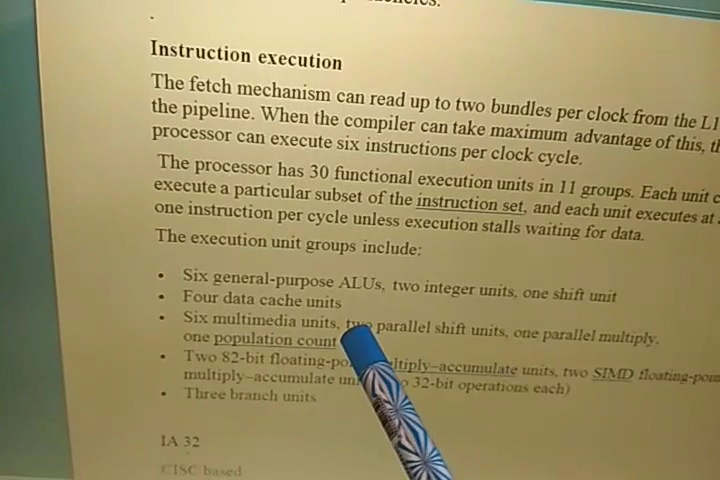 Instruction execution
The fetch mechanism can read up to two bundles per clock from the L1
the pipeline. When the compiler can take maximum advantage of this, th
processor can execute six instructions per clock cycle.
The processor has 30 functional execution units in 11 groups. Each unit c
execute a particular subset of the instruction set, and each unit executes at
one instruction per cycle unless execution stalls waiting for data.
The execution unit groups include:
• Six general-purpose ALUs, two integer units, one shift unit
• Four data cache units
• Six multimedia units, two parallel shift units, one parallel multiply,
one population count
• Two 82-bit floating-po ltiply–accumulate units, two SIMD floating-poin
multiply–accumulate uni o 32-bit operations each)
• Three branch units
IA 32
CISC based